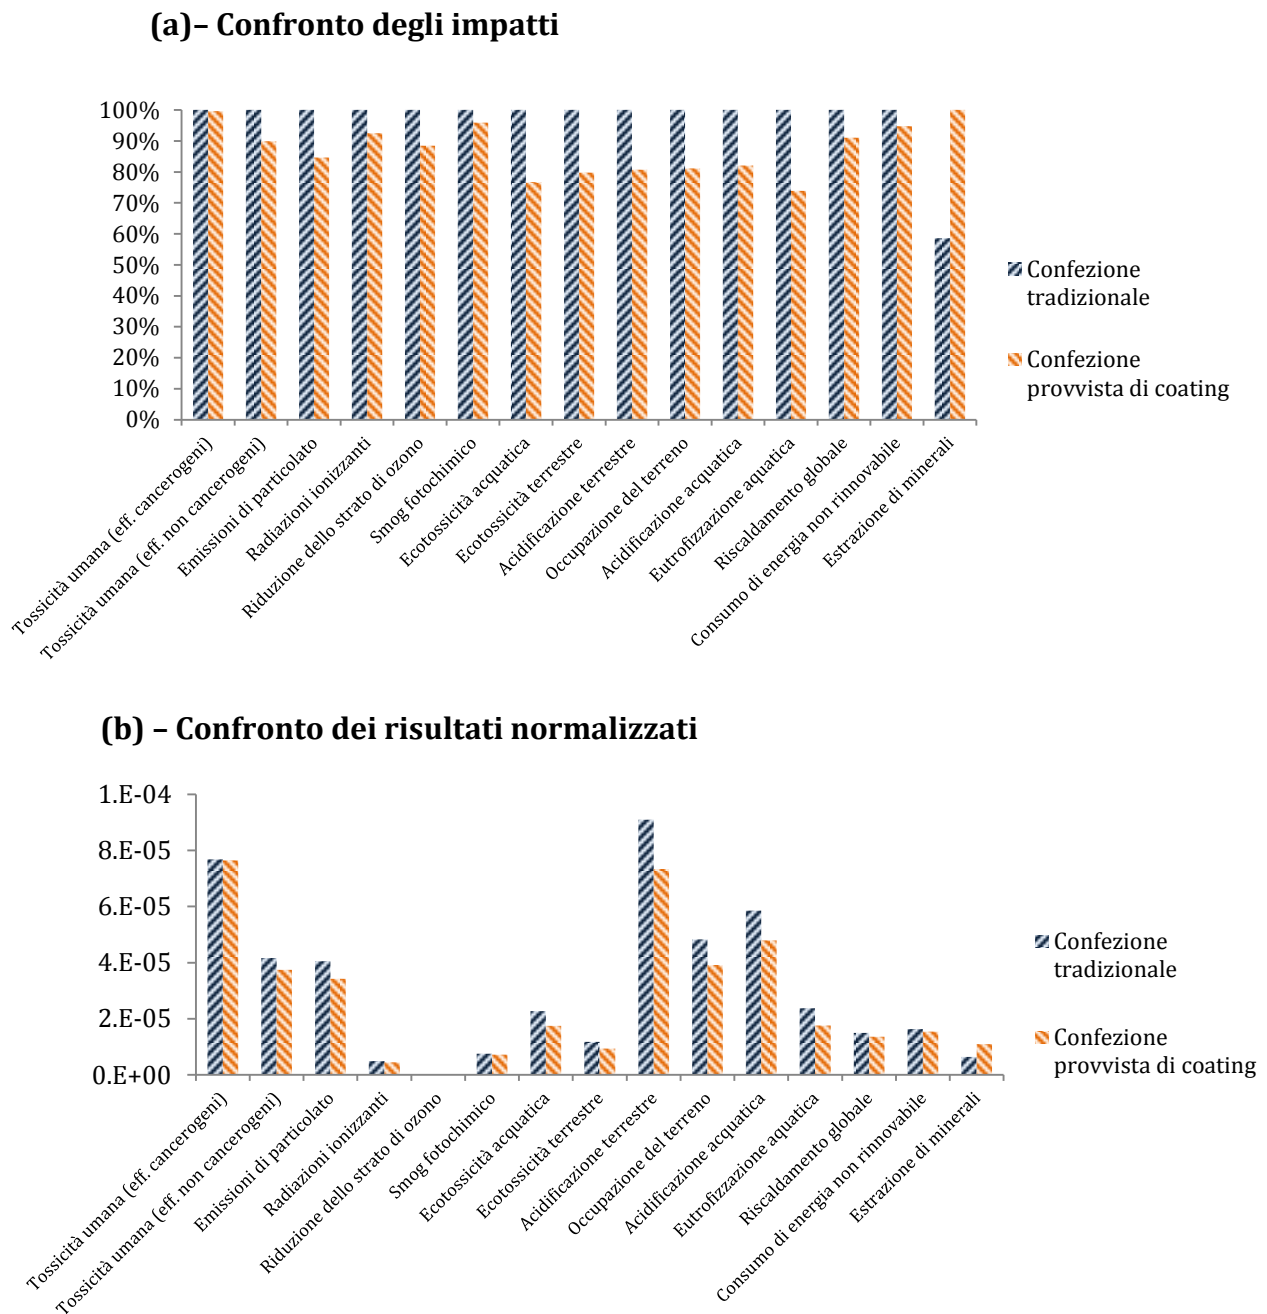 (a)– Confronto degli impatti
100%
90%
80%
70%
60%
50%
40%
30%
20%
10%
0%
Tossicità umana (eff. cancerogeni)
Tossicità umana (eff. non cancerogeni)
Emissioni di particolato
Radiazioni ionizzanti
Riduzione dello strato di ozono
Smog fotochimico
Ecotossicità acquatica
Ecotossicità terrestre
Acidificazione terrestre
Occupazione del terreno
Acidificazione acquatica
Eutrofizzazione aquatica
Riscaldamento globale
Consumo di energia non rinnovabile
Estrazione di minerali
Confezione
tradizionale
Confezione
provvista di coating
(b) – Confronto dei risultati normalizzati
1.E-04
8.E-05
6.E-05
4.E-05
2.E-05
0.E+00
Tossicità umana (eff. cancerogeni)
Tossicità umana (eff. non cancerogeni)
Emissioni di particolato
Radiazioni ionizzanti
Riduzione dello strato di ozono
Smog fotochimico
Ecotossicità acquatica
Ecotossicità terrestre
Acidificazione terrestre
Occupazione del terreno
Acidificazione acquatica
Eutrofizzazione aquatica
Riscaldamento globale
Consumo di energia non rinnovabile
Estrazione di minerali
Confezione
tradizionale
Confezione
provvista di coating